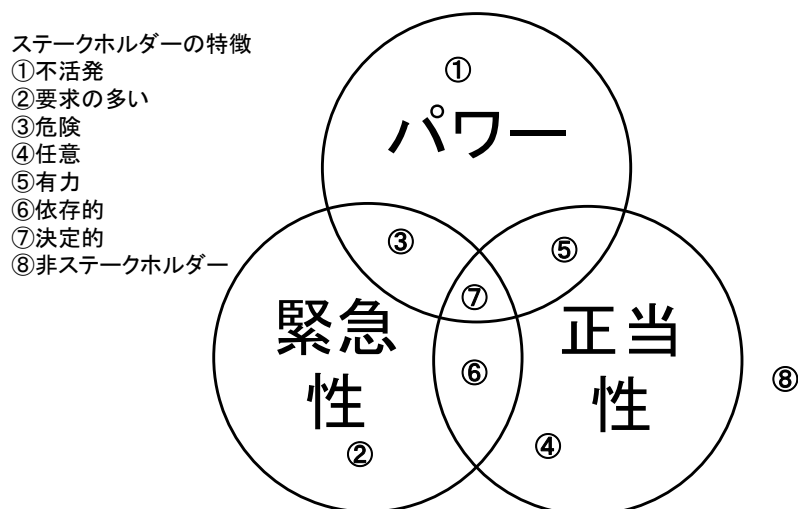 ステークホルダーの特徴
①不活発
②要求の多い
③危険
④任意
⑤有力
⑥依存的
⑦決定的
⑧非ステークホルダー
①
パワー
③
⑤
⑦
緊急
性
正当
性
⑥
⑧
②
④